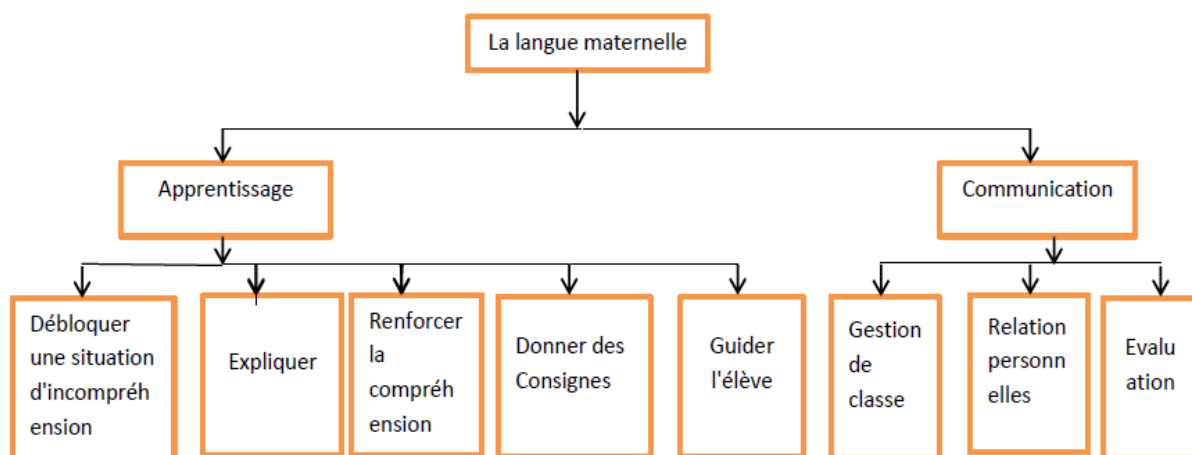 La langue maternelle
Apprentissage
Communication
Débloquer
une situation
d'incompréh
ension
Expliquer
Renforcer
la
compréh
ension
Donner des
Consignes
Guider
l'élève
Gestion
de
classe
Relation
personn
elles
Evalu
ation